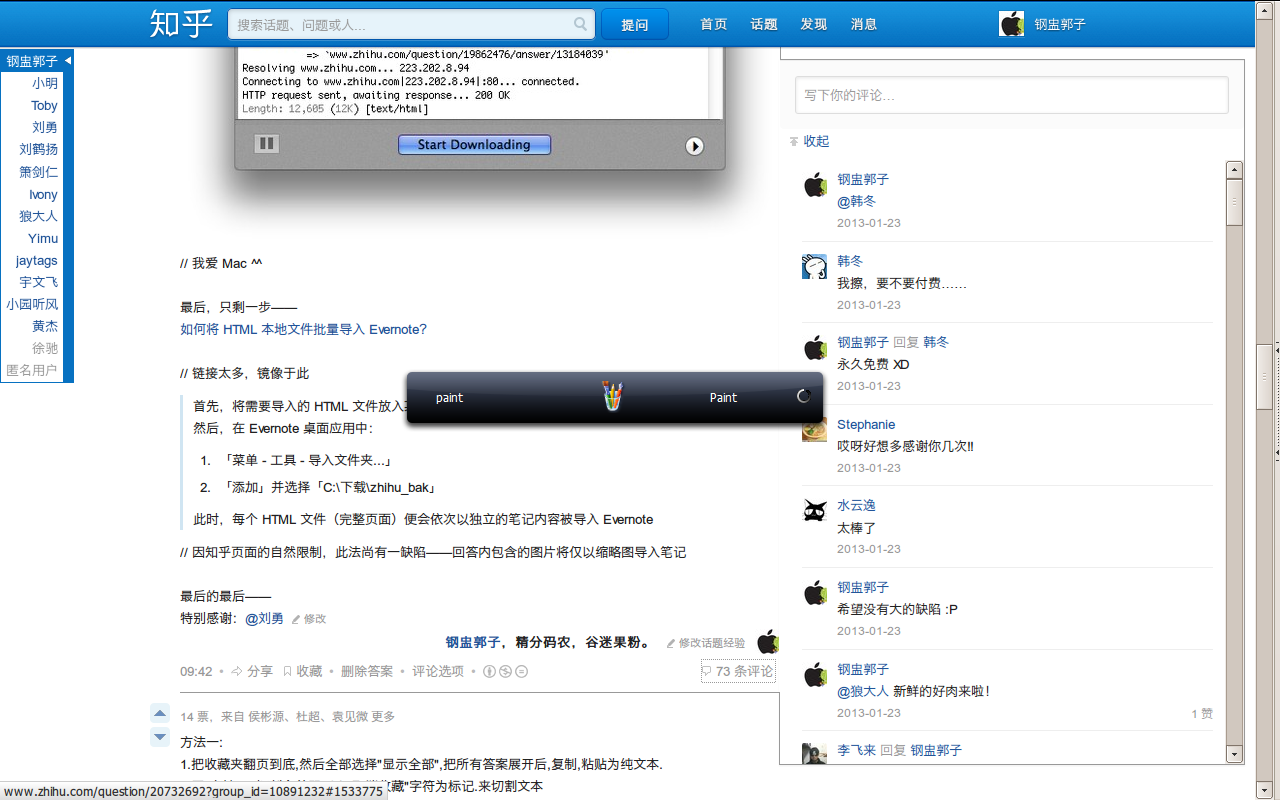 知乎
搜索话题、问题或人...
提问
首页
话题
发现
消息
钢盅郭子
钢盅郭子
小明
Toby
刘勇
刘鹤扬
箫剑仁
Ivony
狼大人
Yimu
jaytags
宇文飞
小园听风
黄杰
徐驰
匿名用户
=> `www.zhihu.com/question/19862476/answer/13184039'
Resolving www.zhihu.com... 223.202.8.94
Connecting to www.zhihu.com|223.202.8.94|:80... connected.
HTTP request sent, awaiting response... 200 OK
Length: 12,605 (12K) [text/html]
Start Downloading
// 我爱 Mac ^^
最后，只剩一步——
如何将 HTML 本地文件批量导入 Evernote?
// 链接太多，镜像于此
首先，将需要导入的 HTML 文件放入
然后，在 Evernote 桌面应用中：
1. 「菜单 - 工具 - 导入文件夹...」
2. 「添加」并选择「C:\下载\zhihu_bak」
此时，每个 HTML 文件（完整页面）便会依次以独立的笔记内容被导入 Evernote
// 因知乎页面的自然限制，此法尚有一缺陷——回答内包含的图片将仅以缩略图导入笔记
最后的最后——
特别感谢：@刘勇 修改
钢盅郭子，精分码农，谷迷果粉。 修改话题经验
09:42 • 分享 收藏 • 删除答案 • 评论选项 •
73 条评论
14 票，来自 侯彬源、杜超、袁见微 更多
方法一:
1.把收藏夹翻页到底,然后全部选择"显示全部",把所有答案展开后,复制,粘贴为纯文本.
收藏"字符为标记.来切割文本
www.zhihu.com/question/20732692?group_id=10891232#1533775
paint
Paint
写下你的评论…
收起
钢盅郭子
@韩冬
2013-01-23
韩冬
我擦，要不要付费……
2013-01-23
钢盅郭子 回复 韩冬
永久免费 XD
2013-01-23
Stephanie
哎呀好想多感谢你几次!!
2013-01-23
水云逸
太棒了
2013-01-23
钢盅郭子
希望没有大的缺陷 :P
2013-01-23
钢盅郭子
@狼大人 新鲜的好肉来啦！
2013-01-23
1 赞
李飞来 回复 钢盅郭子